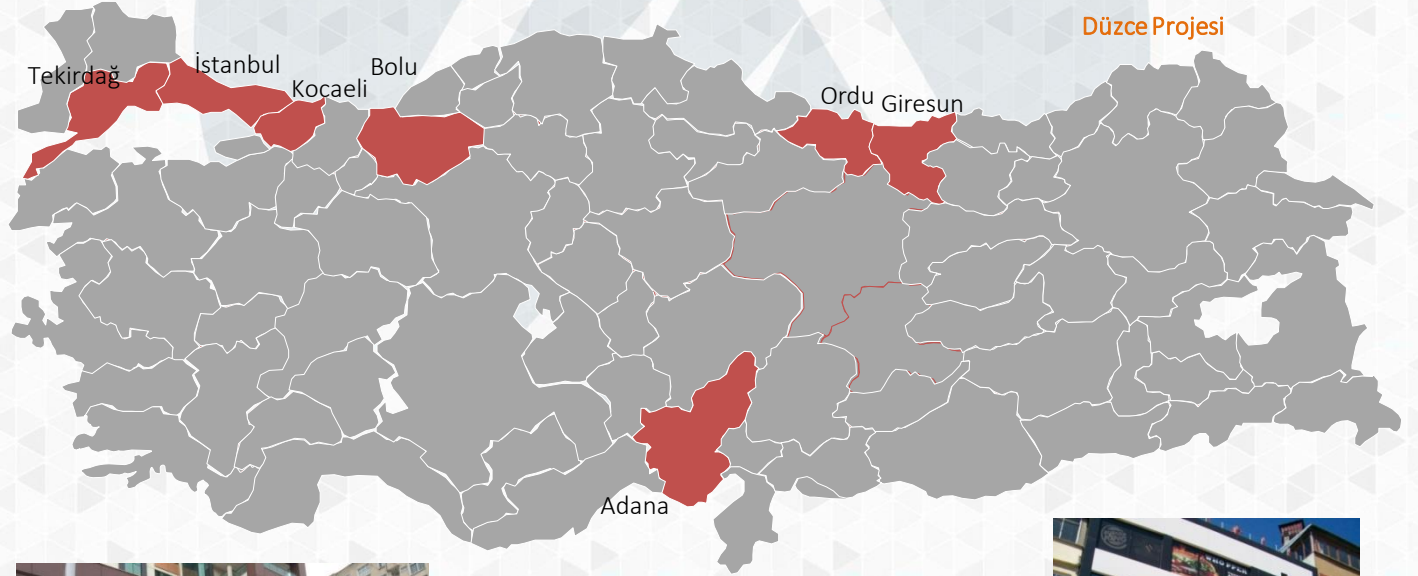 Düzce Projesi
Tekirdağ
İstanbul
Kocaeli
Bolu
Ordu
Giresun
Adana